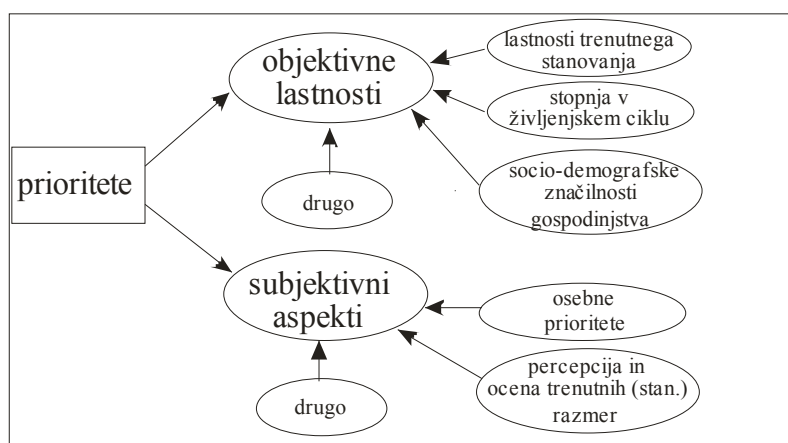 prioritete
objektivne
lastnosti
lastnosti trenutnega
stanovanja
stopnja v
življenjskem ciklu
socio-demografske
značilnosti
gospodinjstva
drugo
subjektivni
aspekti
osebne
prioritete
percepcija in
ocena trenutnih (stan.)
razmer
drugo